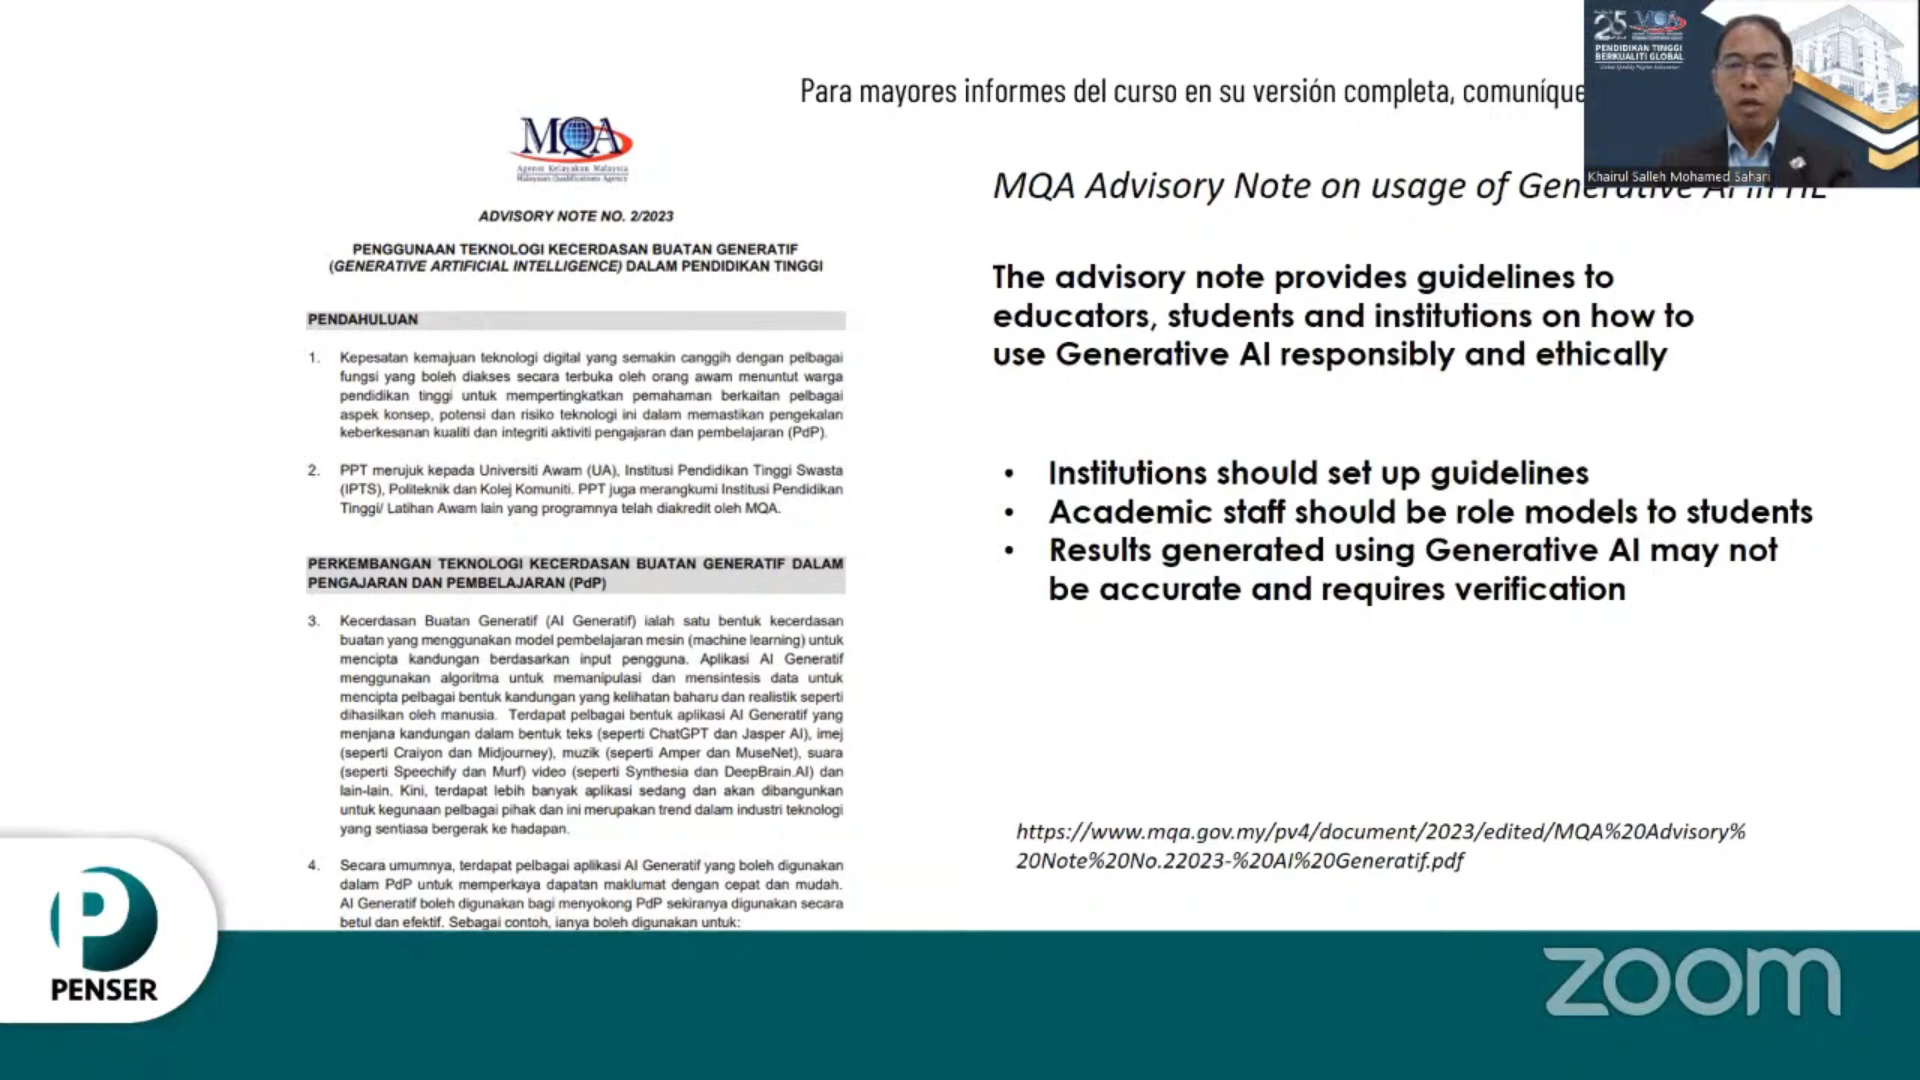 Para mayores informes del curso en su versión completa, comuníque
25 MQA
PENDIDIKAN TINGGI
BERKUALITI GLOBAL
Khairul Salleh Mohamed Sahari
MQA
Agensi Kelayakan Malaysia
Malaysian Qualifications Agency
ADVISORY NOTE NO. 2/2023
PENGGUNAAN TEKNOLOGI KECERDASAN BUATAN GENERATIF
(GENERATIVE ARTIFICIAL INTELLIGENCE) DALAM PENDIDIKAN TINGGI
PENDAHULUAN
1. Kepesatan kemajuan teknologi digital yang semakin canggih dengan pelbagai
fungsi yang boleh diakses secara terbuka oleh orang awam menuntut warga
pendidikan tinggi untuk mempertingkatkan pemahaman berkaitan pelbagai
aspek konsep, potensi dan risiko teknologi ini dalam memastikan pengekalan
keberkesanan kualiti dan integriti aktiviti pengajaran dan pembelajaran (PdP).
2. PPT merujuk kepada Universiti Awam (UA), Institusi Pendidikan Tinggi Swasta
(IPTS), Politeknik dan Kolej Komuniti. PPT juga merangkumi Institusi Pendidikan
Tinggi/ Latihan Awam lain yang programnya telah diakredit oleh MQA.
PERKEMBANGAN TEKNOLOGI KECERDASAN BUATAN GENERATIF DALAM
PENGAJARAN DAN PEMBELAJARAN (PdP)
3. Kecerdasan Buatan Generatif (AI Generatif) ialah satu bentuk kecerdasan
buatan yang menggunakan model pembelajaran mesin (machine learning) untuk
mencipta kandungan berdasarkan input pengguna. Aplikasi AI Generatif
menggunakan algoritma untuk memanipulasi dan mensintesis data untuk
mencipta pelbagai bentuk kandungan yang kelihatan baharu dan realistik seperti
dihasilkan oleh manusia. Terdapat pelbagai bentuk aplikasi AI Generatif yang
menjana kandungan dalam bentuk teks (seperti ChatGPT dan Jasper AI), imej
(seperti Craiyon dan Midjourney), muzik (seperti Amper dan MuseNet), suara
(seperti Speechify dan Murf) video (seperti Synthesia dan DeepBrain.AI) dan
lain-lain. Kini, terdapat lebih banyak aplikasi sedang dan akan dibangunkan
untuk kegunaan pelbagai pihak dan ini merupakan trend dalam industri teknologi
yang sentiasa bergerak ke hadapan.
4. Secara umumnya, terdapat pelbagai aplikasi AI Generatif yang boleh digunakan
dalam PdP untuk memperkaya dapatan maklumat dengan cepat dan mudah.
AI Generatif boleh digunakan bagi menyokong PdP sekiranya digunakan secara
betul dan efektif. Sebagai contoh, ianya boleh digunakan untuk:
MQA Advisory Note on usage of Generative AI in HE
The advisory note provides guidelines to
educators, students and institutions on how to
use Generative AI responsibly and ethically
• Institutions should set up guidelines
• Academic staff should be role models to students
• Results generated using Generative AI may not
be accurate and requires verification
https://www.mqa.gov.my/pv4/document/2023/edited/MQA%20Advisory%
20Note%20No.22023-%20AI%20Generatif.pdf
P
PENSER
zoom